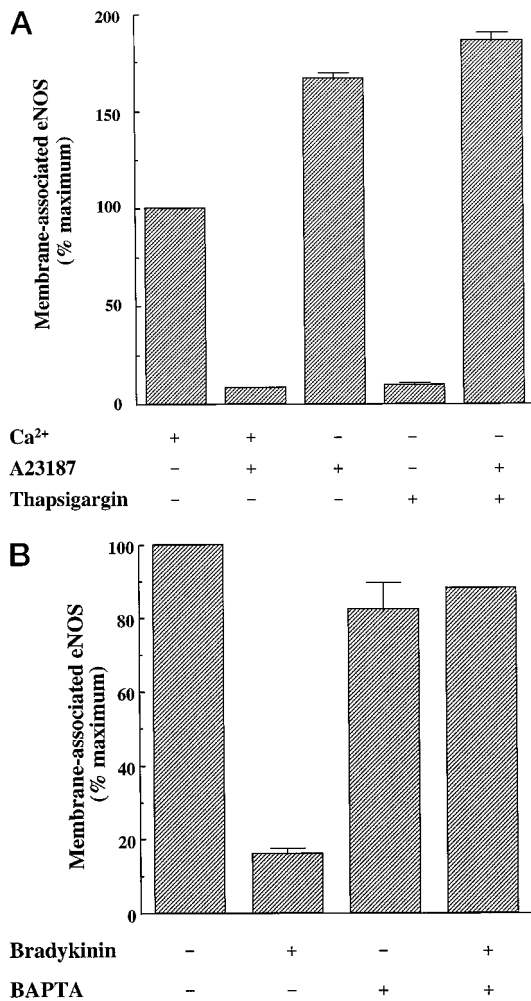 A
Membrane-associated eNOS
(% maximum)
200
150
100
50
0
Ca2+ + + − − −
A23187 − + + − +
Thapsigargin − − − + +
B
Membrane-associated eNOS
(% maximum)
100
80
60
40
20
0
Bradykinin − + − +
BAPTA − − + +